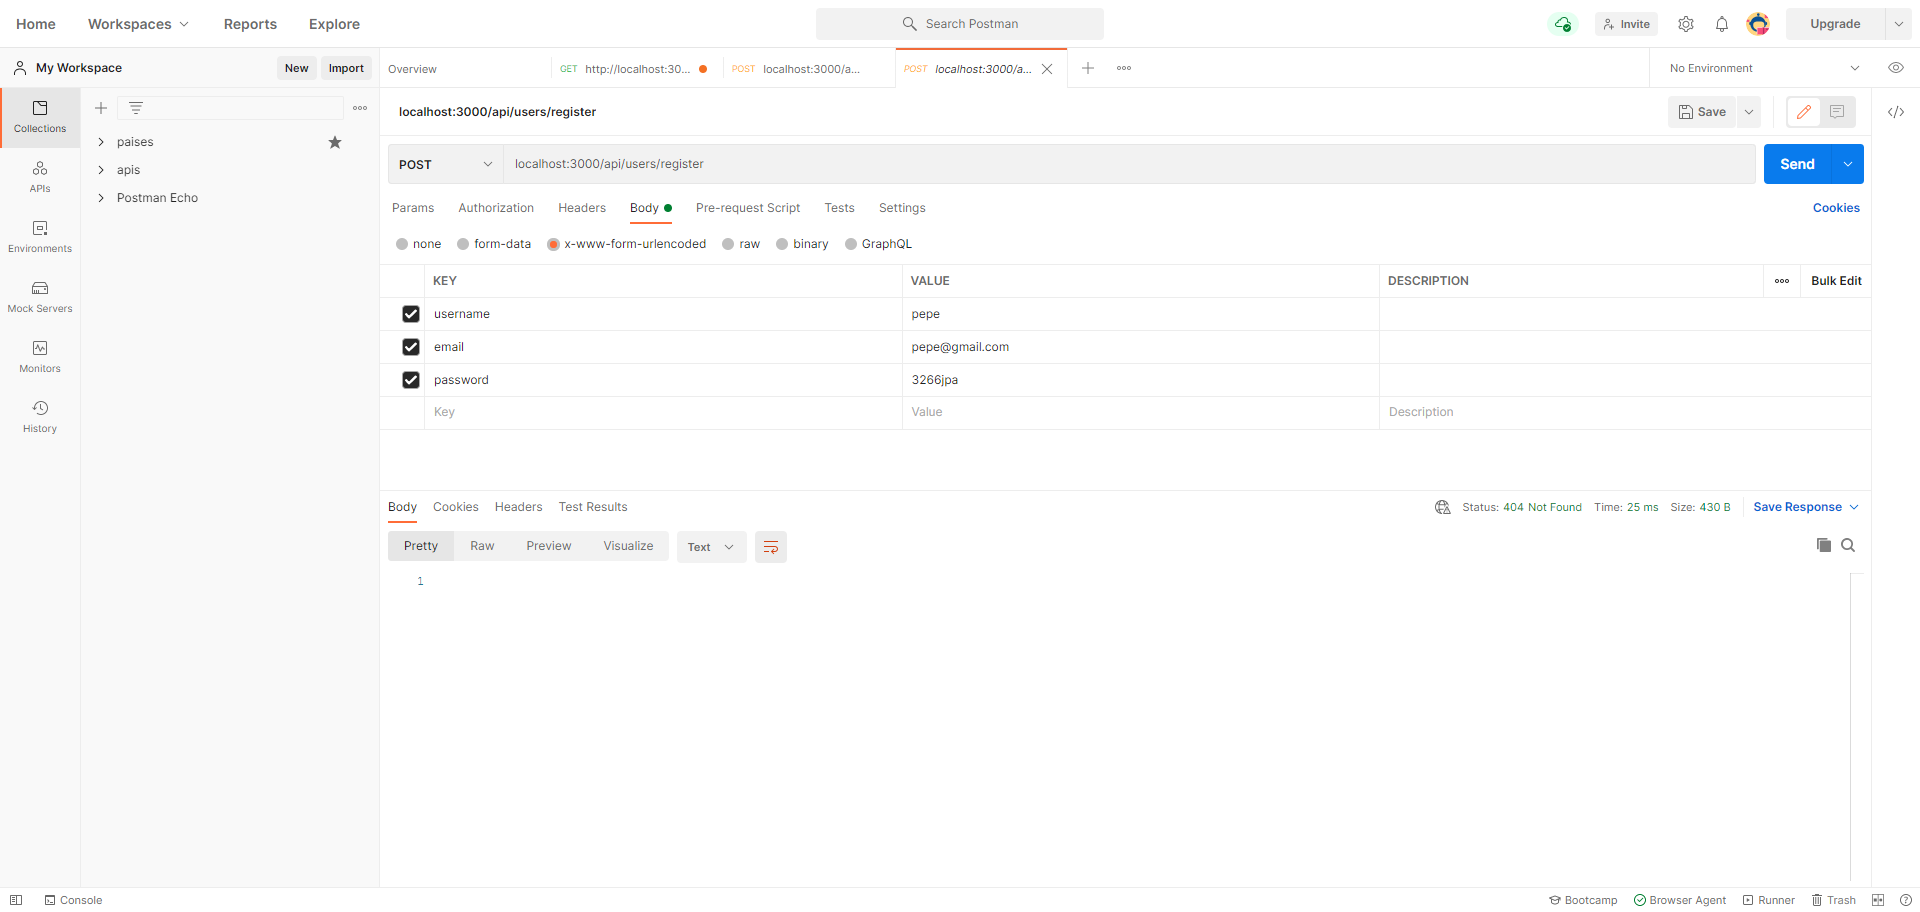 Home Workspaces Reports Explore Search Postman Invite Upgrade
My Workspace New Import Overview GET http://localhost:30... POST localhost:3000/a... POST localhost:3000/a... No Environment
Collections
APIs
Environments
Mock Servers
Monitors
History
paises
apis
Postman Echo
localhost:3000/api/users/register Save
POST localhost:3000/api/users/register Send
Params Authorization Headers Body Pre-request Script Tests Settings Cookies
none form-data x-www-form-urlencoded raw binary GraphQL
KEY VALUE DESCRIPTION Bulk Edit
username pepe
email pepe@gmail.com
password 3266jpa
Key Value Description
Body Cookies Headers Test Results Status: 404 Not Found Time: 25 ms Size: 430 B Save Response
Pretty Raw Preview Visualize Text
1
Console Bootcamp Browser Agent Runner Trash